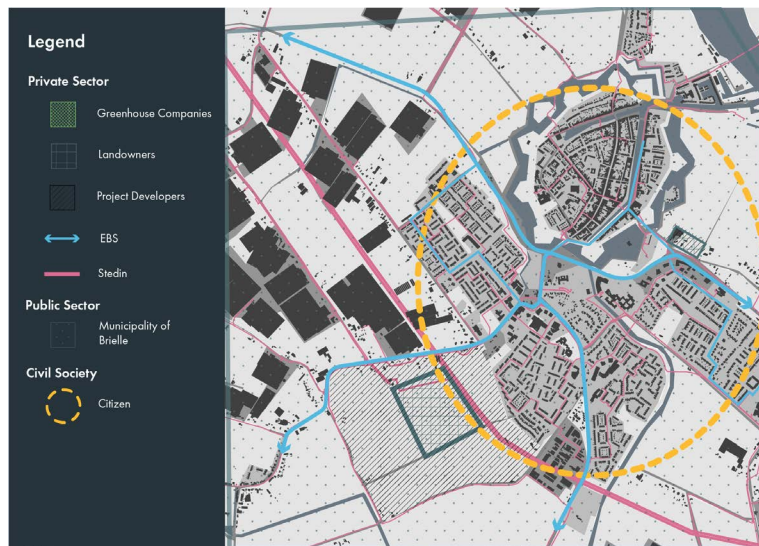 Legend
Private Sector
Greenhouse Companies
Landowners
Project Developers
EBS
Stedin
Public Sector
Municipality of
Brielle
Civil Society
Citizen